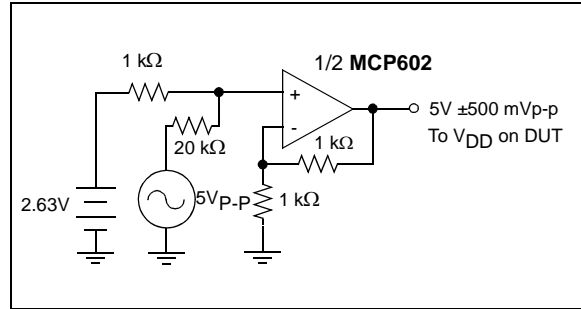 1/2 MCP602
1 kΩ
+
-
5V ±500 mVp-p
To VDD on DUT
20 kΩ
1 kΩ
2.63V
5VP-P
1 kΩ